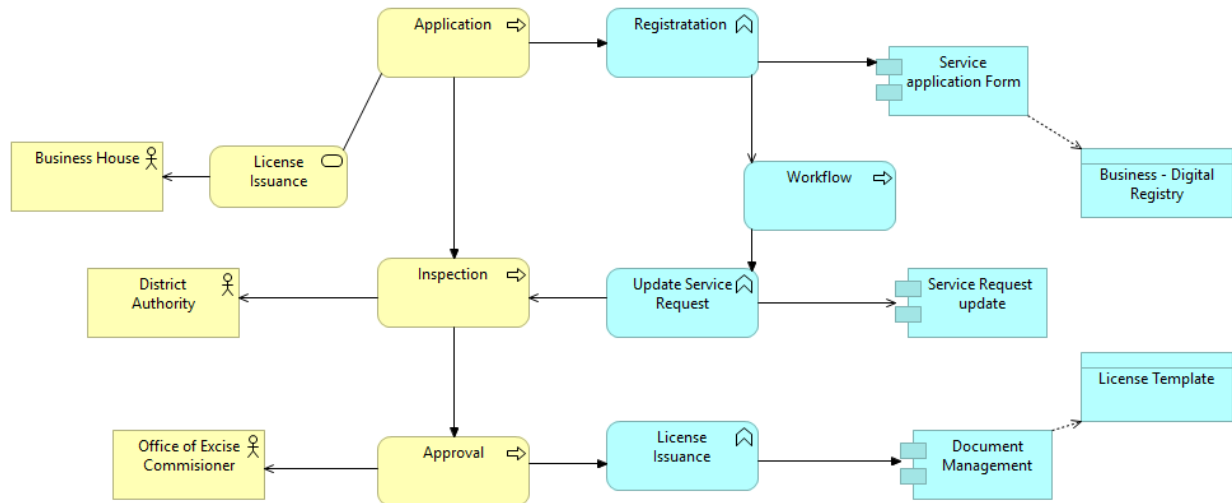 Application
Registratation
Service
application Form
Business House
License
Issuance
Workflow
Business - Digital
Registry
District
Authority
Inspection
Update Service
Request
Service Request
update
License Template
Office of Excise
Commisioner
Approval
License
Issuance
Document
Management